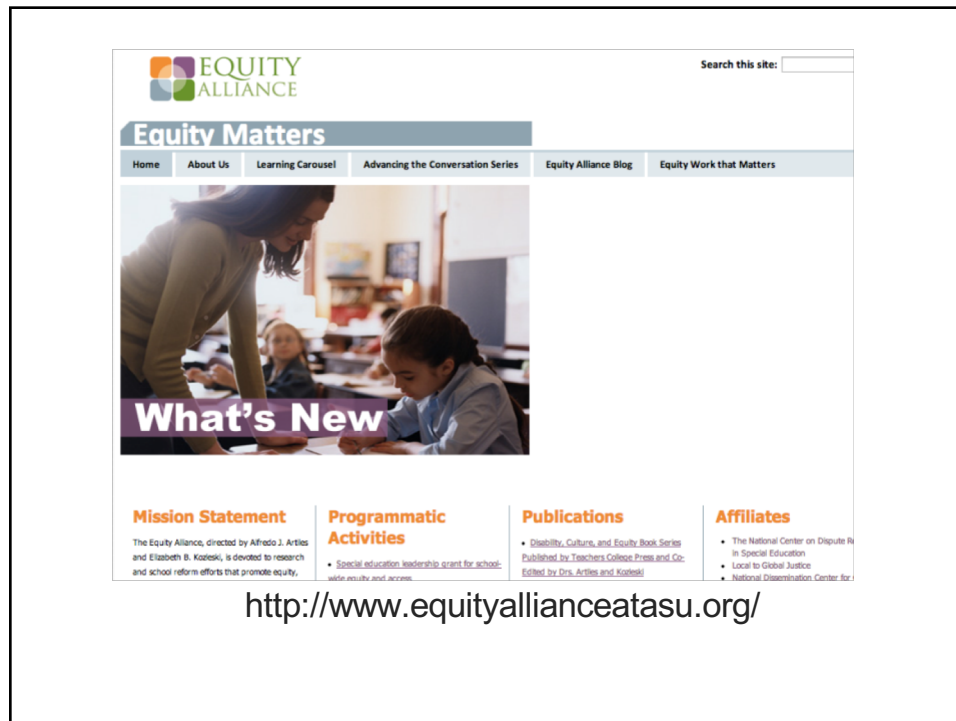 EQUITY
ALLIANCE
Search this site:
Equity Matters
Home About Us Learning Carousel Advancing the Conversation Series Equity Alliance Blog Equity Work that Matters
What's New
Mission Statement
The Equity Alliance, directed by Alfredo J. Artiles
and Elizabeth B. Kozleski, is devoted to research
and school reform efforts that promote equity,
Programmatic
Activities
• Special education leadership grant for school-
wide equity and access
Publications
• Disability, Culture, and Equity Book Series
Published by Teachers College Press and Co-
Edited by Drs. Artiles and Kozleski
Affiliates
• The National Center on Dispute Re
in Special Education
• Local to Global Justice
• National Dissemination Center for
http://www.equityallianceatasu.org/